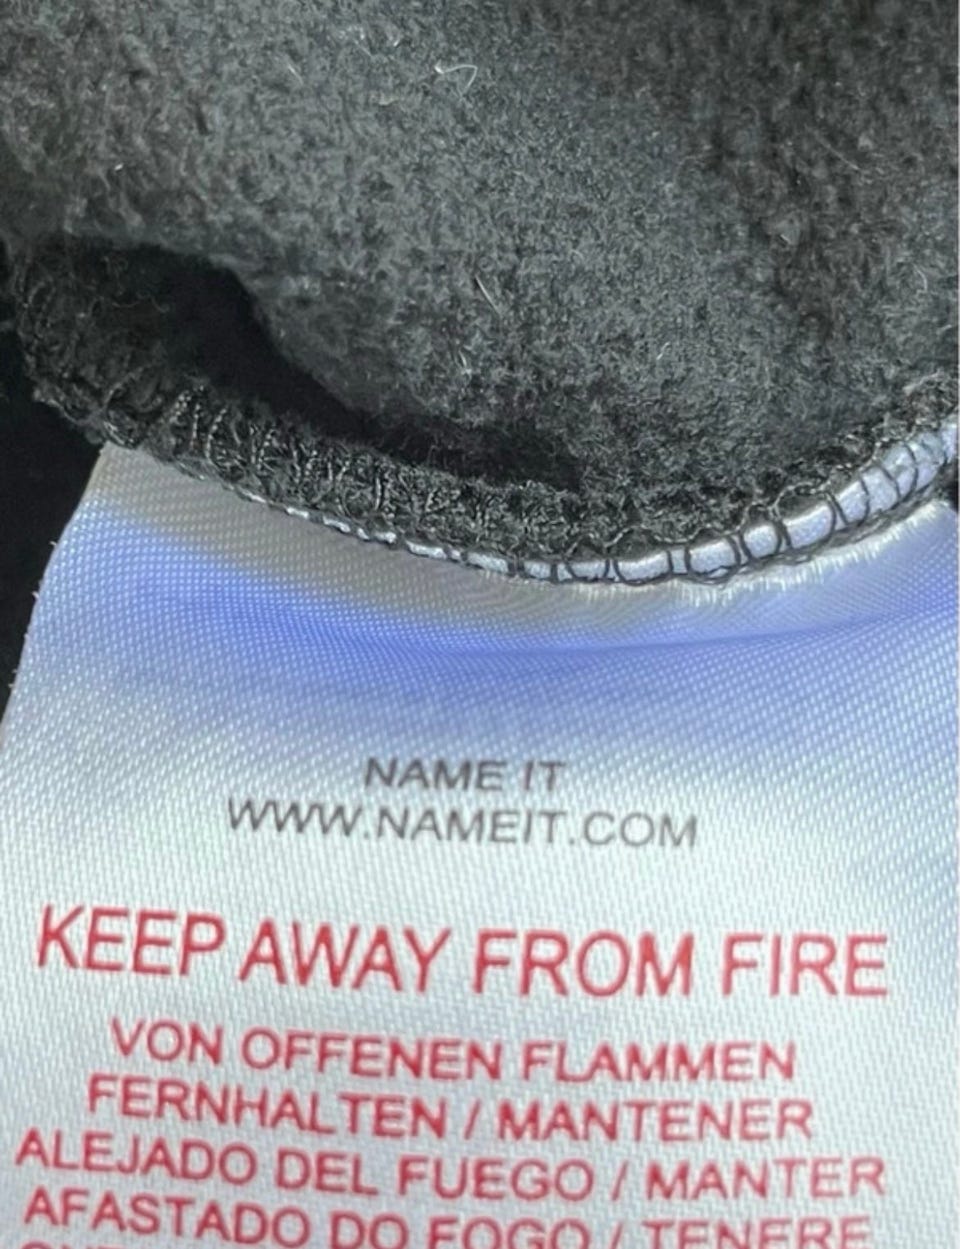 NAME IT
WWW.NAMEIT.COM
KEEP AWAY FROM FIRE
VON OFFENEN FLAMMEN
FERNHALTEN / MANTENER
ALEJADO DEL FUEGO / MANTER
AFASTADO DO FOGO / TENERE